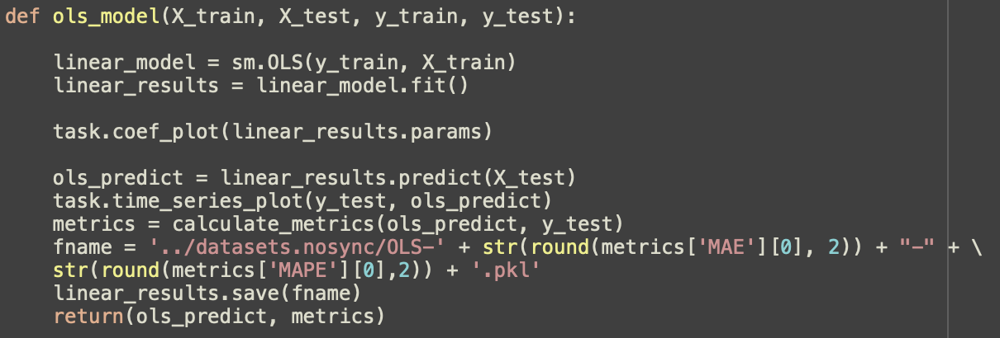 def ols_model(X_train, X_test, y_train, y_test):
linear_model = sm.OLS(y_train, X_train)
linear_results = linear_model.fit()
task.coef_plot(linear_results.params)
ols_predict = linear_results.predict(X_test)
task.time_series_plot(y_test, ols_predict)
metrics = calculate_metrics(ols_predict, y_test)
fname = '../datasets.nosync/OLS-' + str(round(metrics['MAE'][0], 2)) + "-" + \
str(round(metrics['MAPE'][0],2)) + '.pkl'
linear_results.save(fname)
return(ols_predict, metrics)